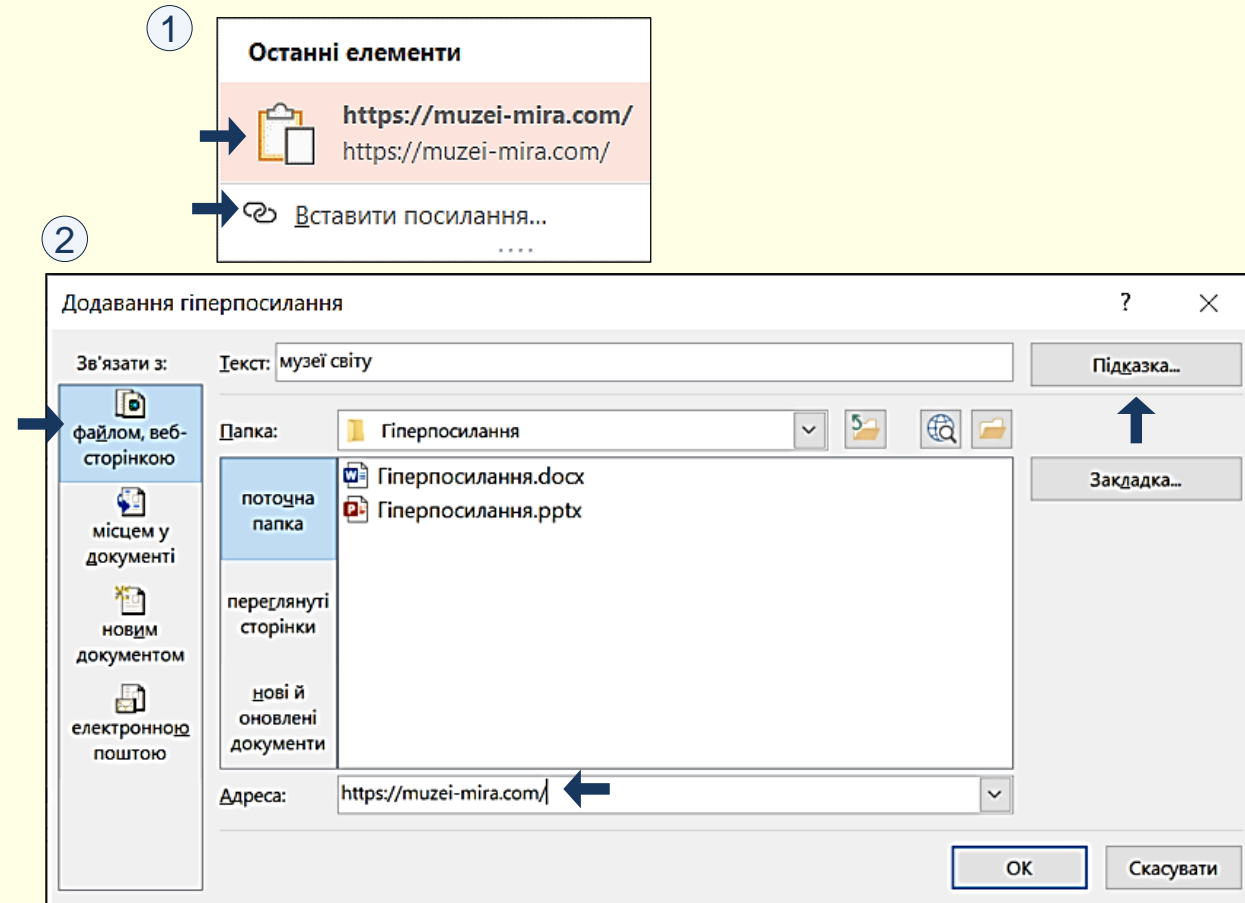 1
Останні елементи
https://muzei-mira.com/
https://muzei-mira.com/
Вставити посилання...
2
Додавання гіперпосилання
?
Зв'язати з:
Текст: музеї світу
Підказка...
файлом, веб-
сторінкою
Папка: Гіперпосилання
поточна
папка
Гіперпосилання.docx
Гіперпосилання.pptx
Закладка...
місцем у
документі
переглянуті
сторінки
новим
документом
нові й
оновлені
документи
електронною
поштою
Адреса: https://muzei-mira.com/
ОК
Скасувати